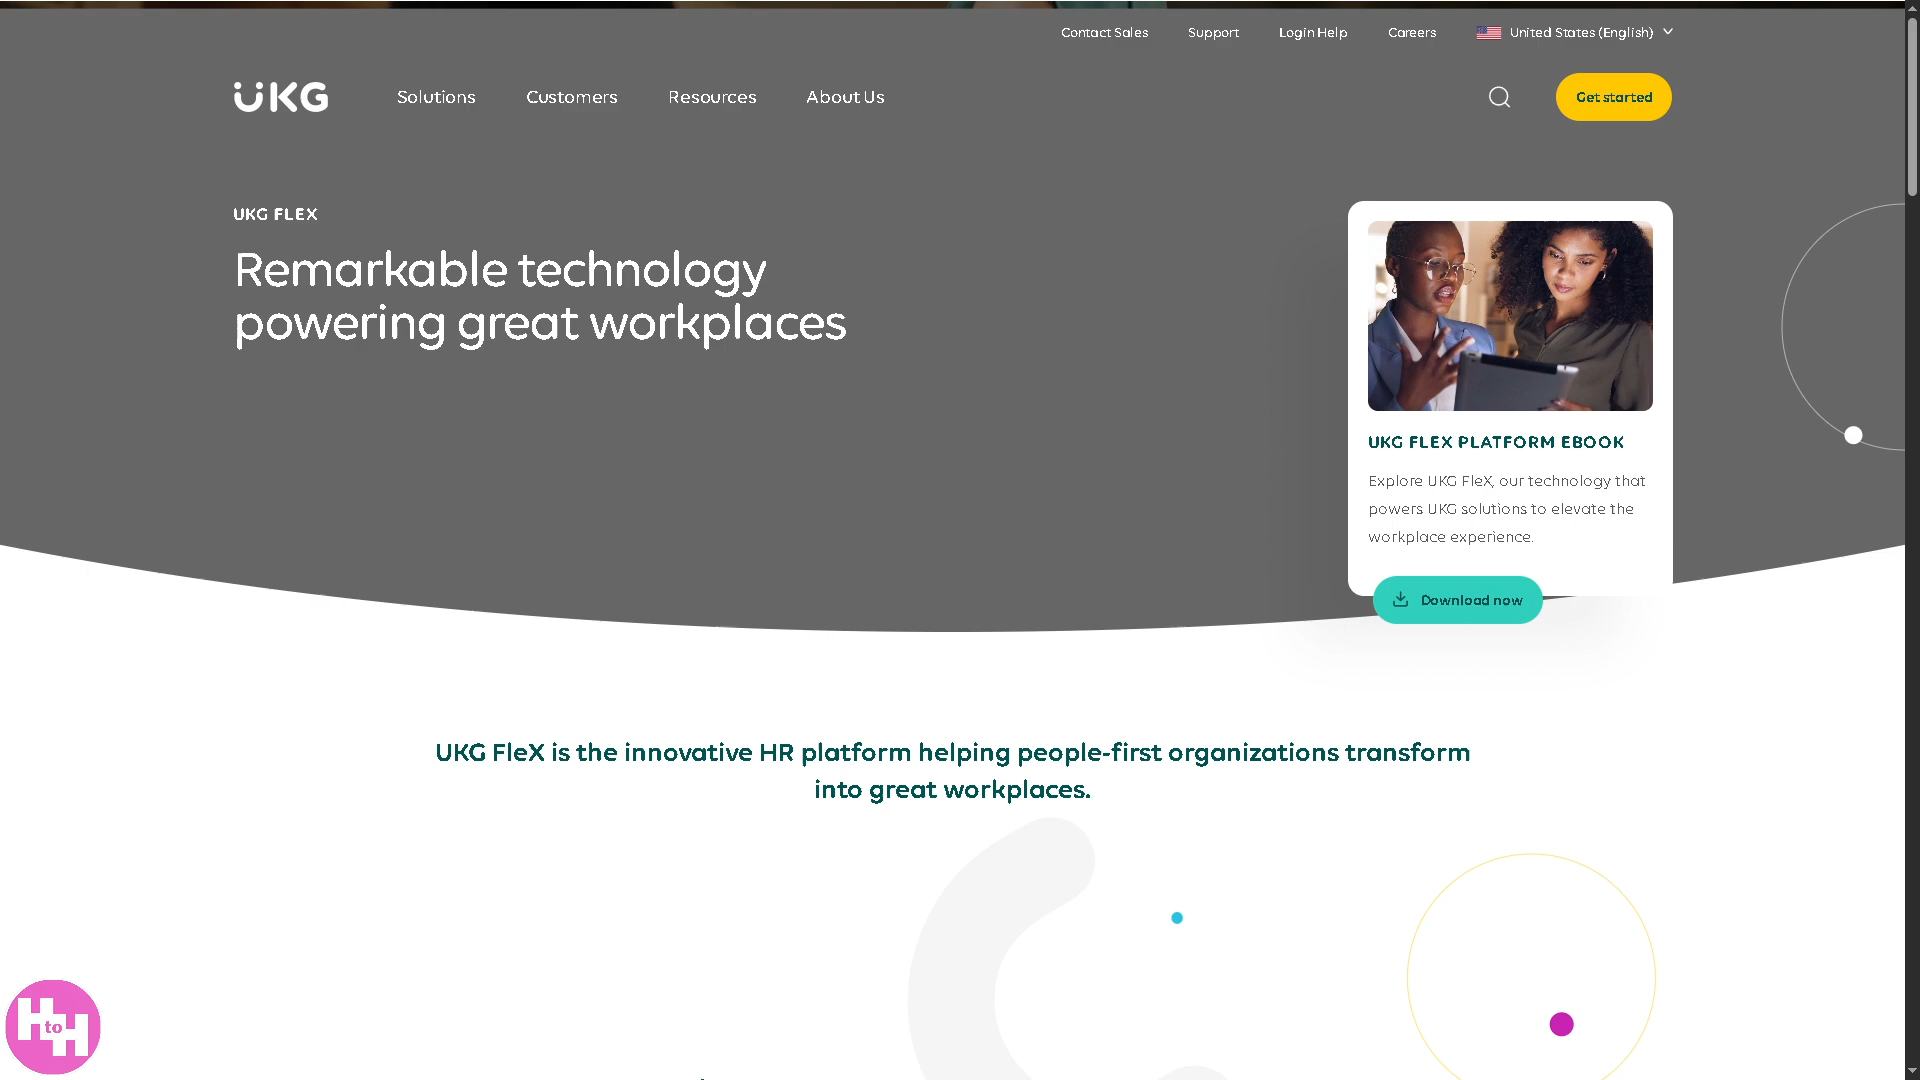 Contact Sales
Support
Login Help
Careers
United States (English)
UKG
Solutions
Customers
Resources
About Us
Get started
UKG FLEX
Remarkable technology
powering great workplaces
UKG FLEX PLATFORM EBOOK
Explore UKG FleX, our technology that
powers UKG solutions to elevate the
workplace experience.
Download now
UKG FleX is the innovative HR platform helping people-first organizations transform
into great workplaces.
H to H